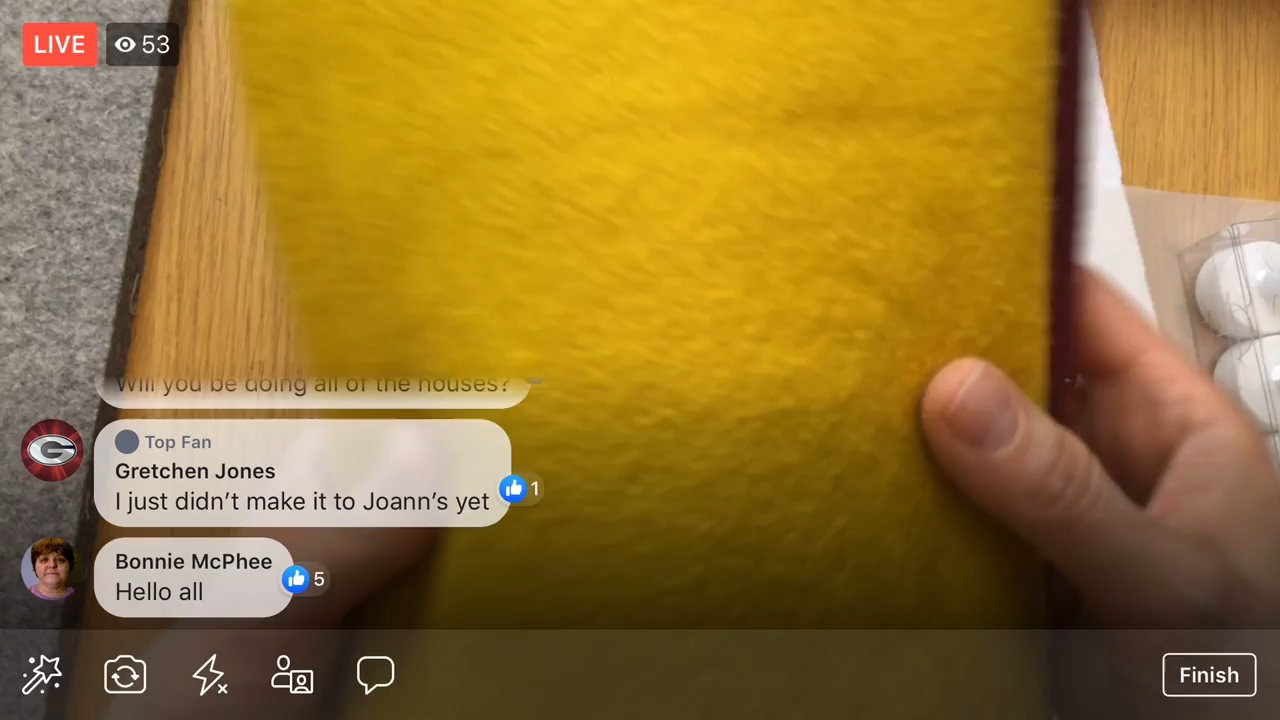 LIVE
53
Will you be doing all of the houses?
Top Fan
Gretchen Jones
I just didn’t make it to Joann’s yet
1
Bonnie McPhee
Hello all
5
Finish
G